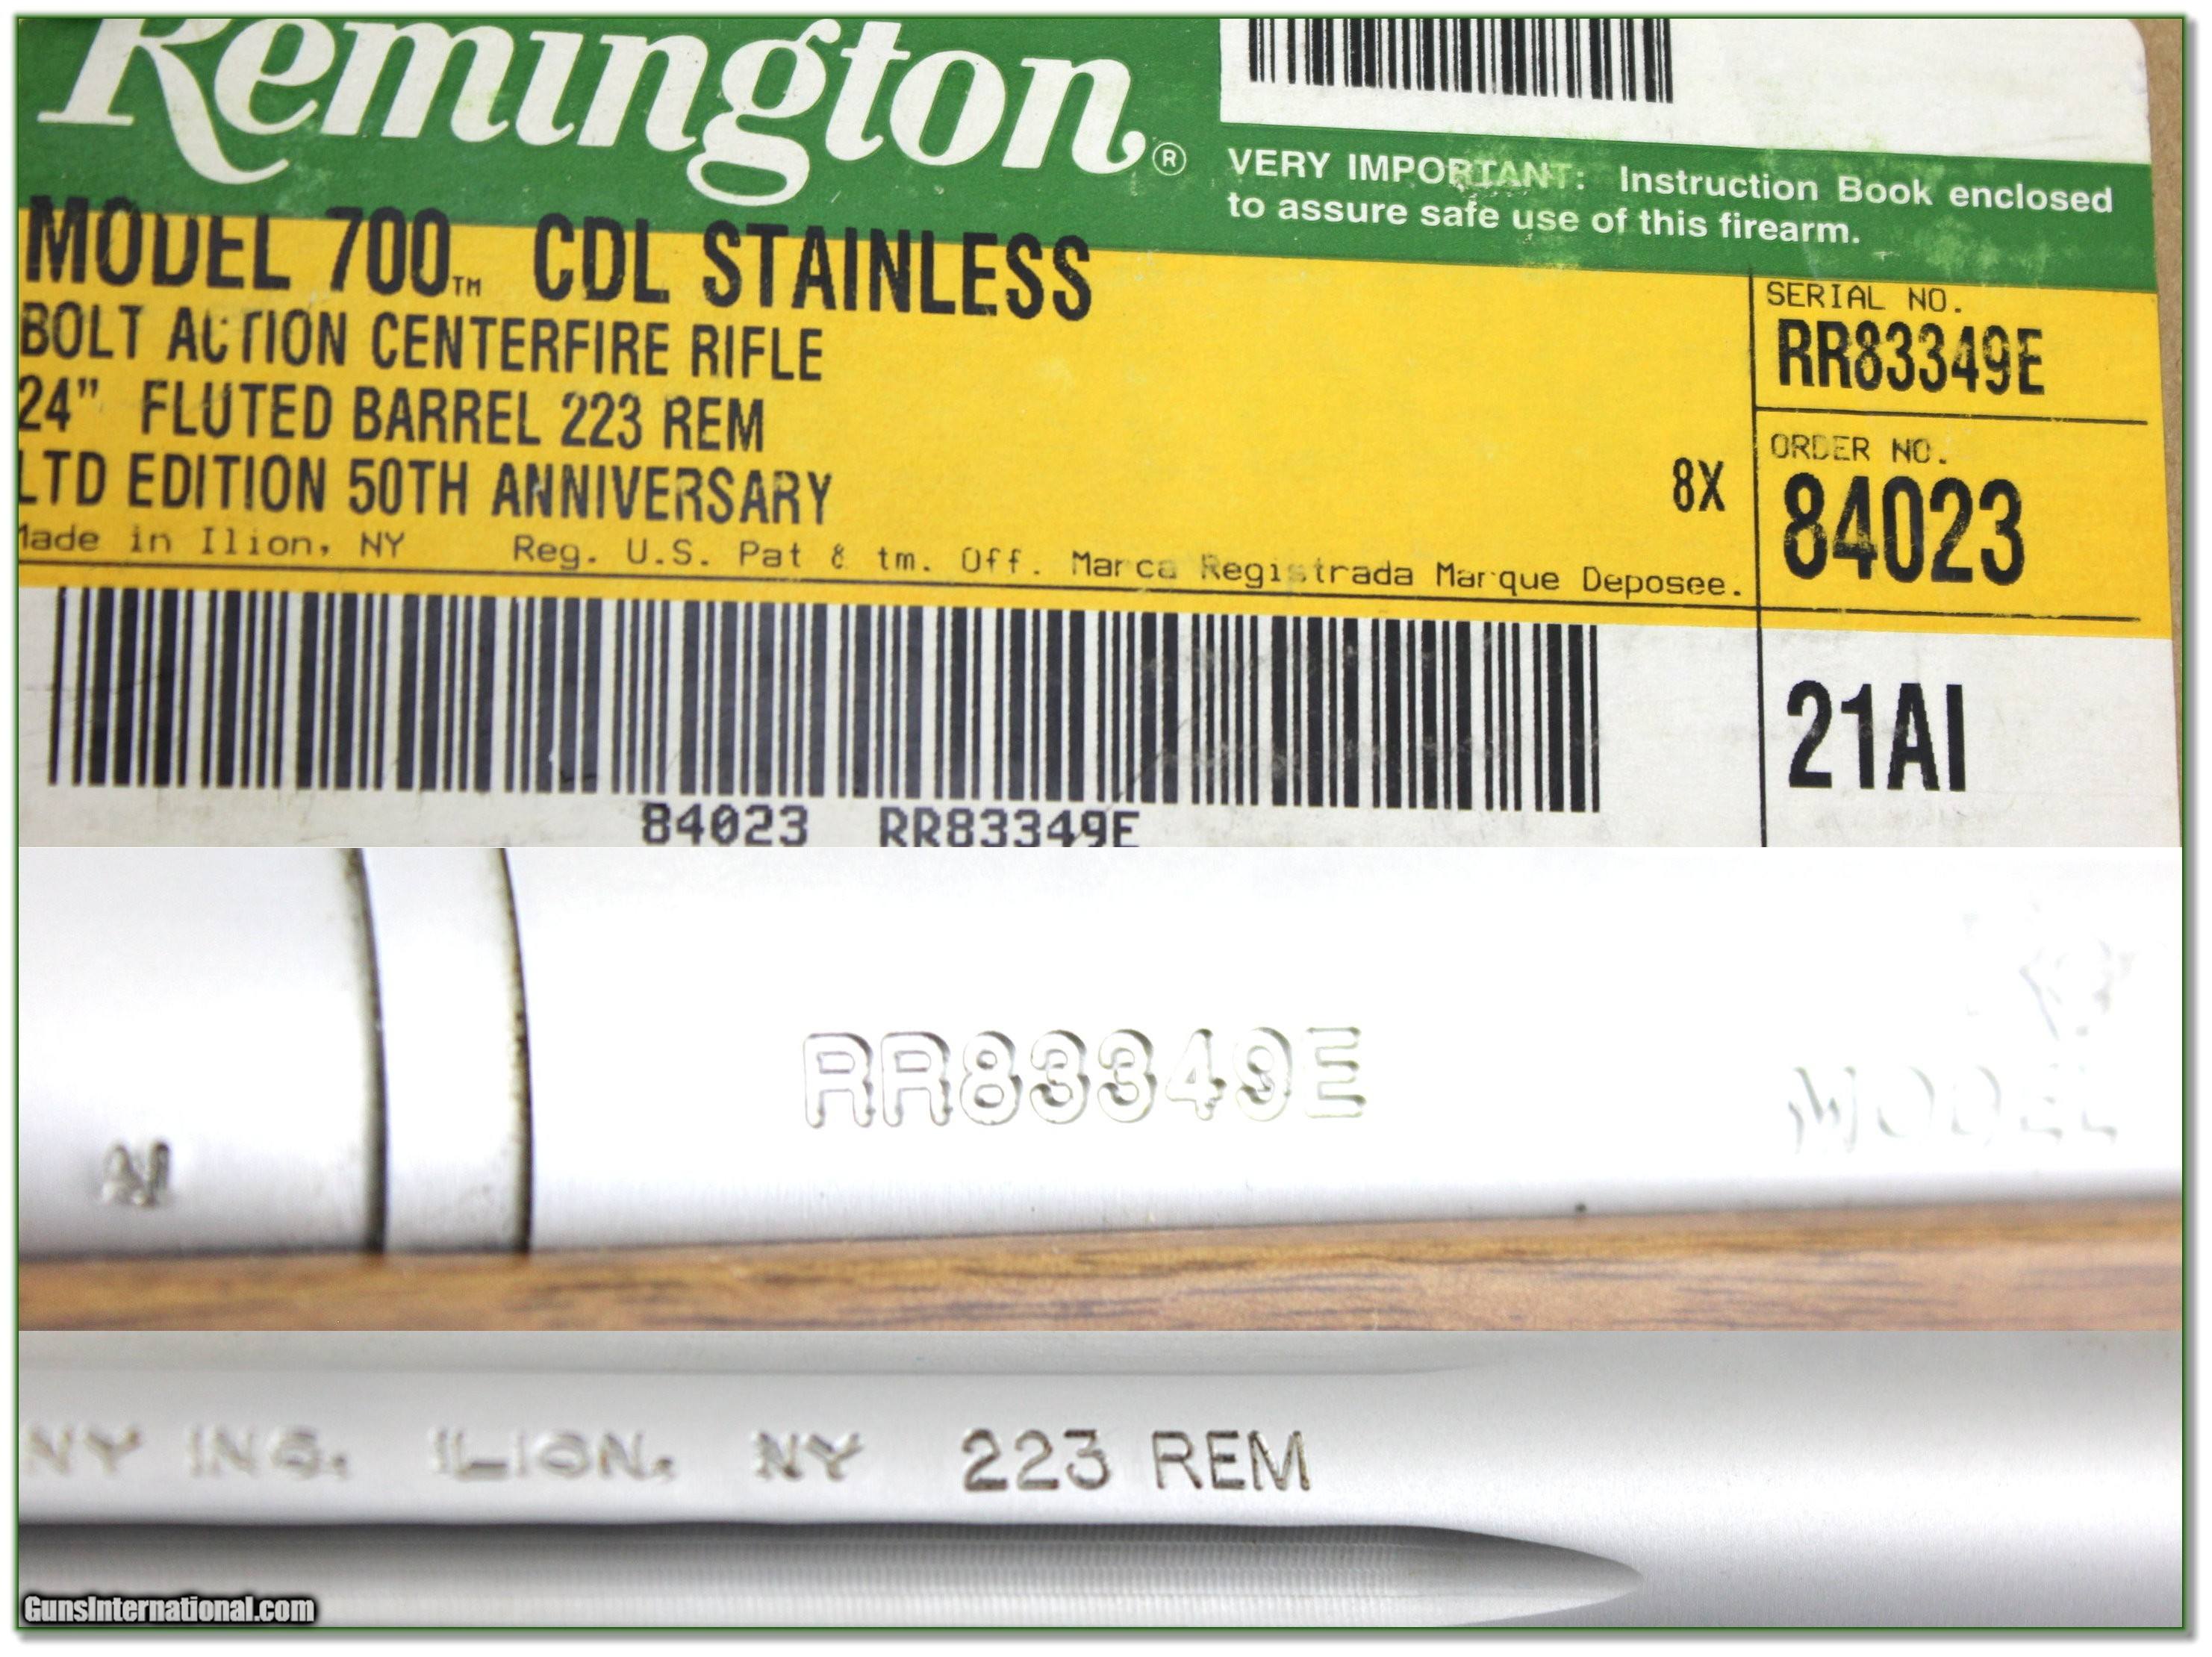 Remington®
VERY IMPORTANT: Instruction Book enclosed
to assure safe use of this firearm.
MODEL 700™ CDL STAINLESS
BOLT ACTION CENTERFIRE RIFLE
24" FLUTED BARREL 223 REM
LTD EDITION 50TH ANNIVERSARY
8X
Made in Ilion, NY Reg. U.S. Pat & tm. Off. Marca Registrada Marque Deposee.
SERIAL NO.
RR83349E
ORDER NO.
84023
21AI
84023 RR83349E
RR83349E
MODEL
NY ING. ILION, NY 223 REM
GunsInternational.com